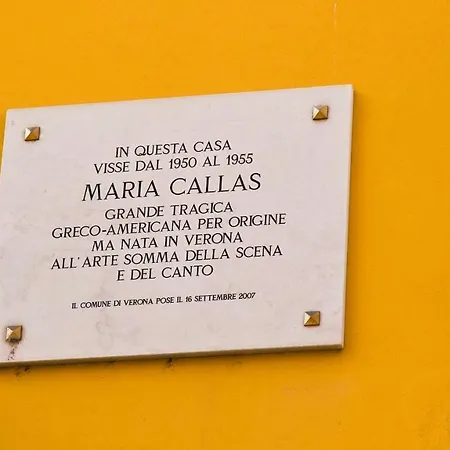 IN QUESTA CASA
VISSE DAL 1950 AL 1955
MARIA CALLAS
GRANDE TRAGICA
GRECO-AMERICANA PER ORIGINE
MA NATA IN VERONA
ALL'ARTE SOMMA DELLA SCENA
E DEL CANTO
IL COMUNE DI VERONA POSE IL 16 SETTEMBRE 2007